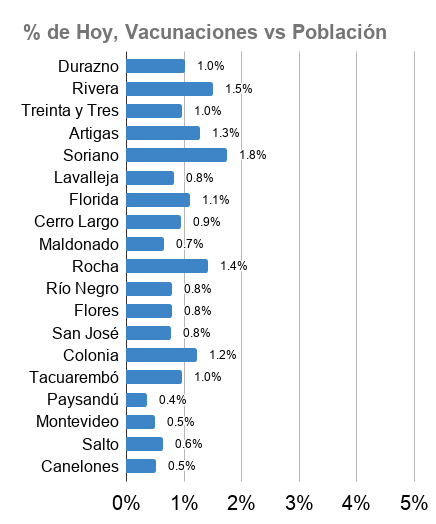 % de Hoy, Vacunaciones vs Población
Durazno 1.0%
Rivera 1.5%
Treinta y Tres 1.0%
Artigas 1.3%
Soriano 1.8%
Lavalleja 0.8%
Florida 1.1%
Cerro Largo 0.9%
Maldonado 0.7%
Rocha 1.4%
Río Negro 0.8%
Flores 0.8%
San José 0.8%
Colonia 1.2%
Tacuarembó 1.0%
Paysandú 0.4%
Montevideo 0.5%
Salto 0.6%
Canelones 0.5%
0% 1% 2% 3% 4% 5%